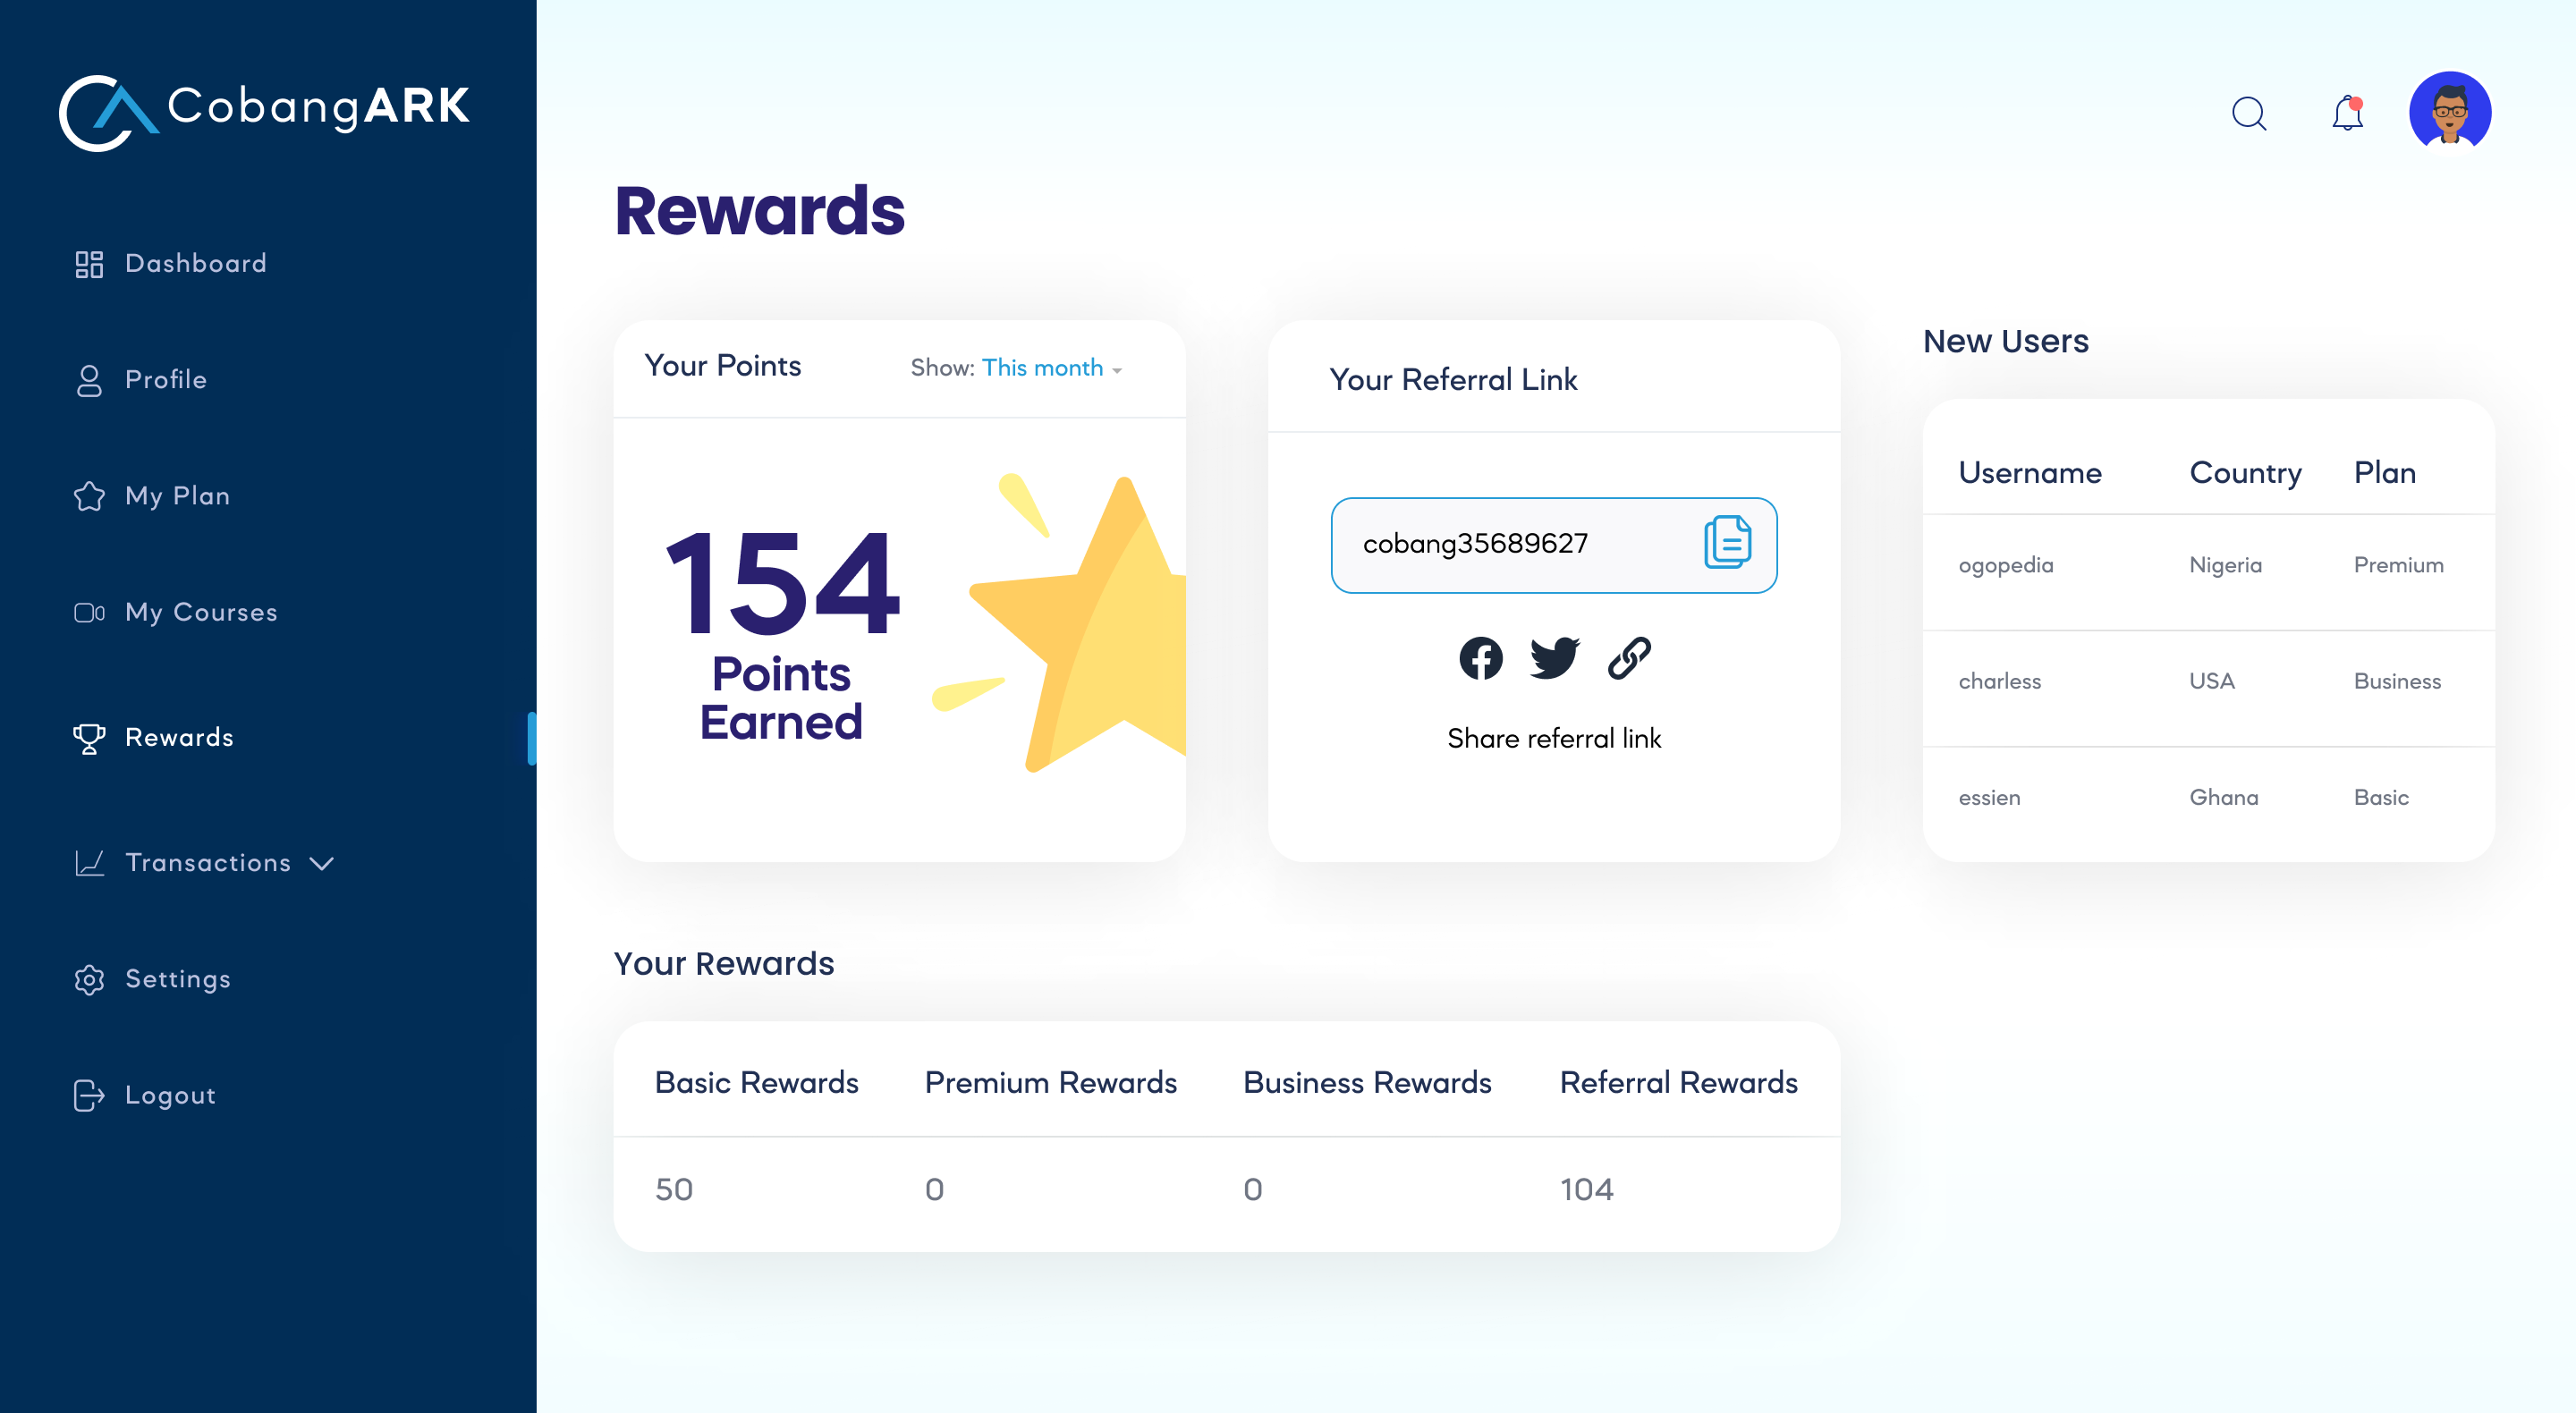 CobangARK
Dashboard
Profile
My Plan
My Courses
Rewards
Transactions
Settings
Logout
Rewards
Your Points
Show: This month
154
Points
Earned
Your Referral Link
cobang35689627
Share referral link
New Users
Username Country Plan
ogopedia Nigeria Premium
charless USA Business
essien Ghana Basic
Your Rewards
Basic Rewards Premium Rewards Business Rewards Referral Rewards
50 0 0 104